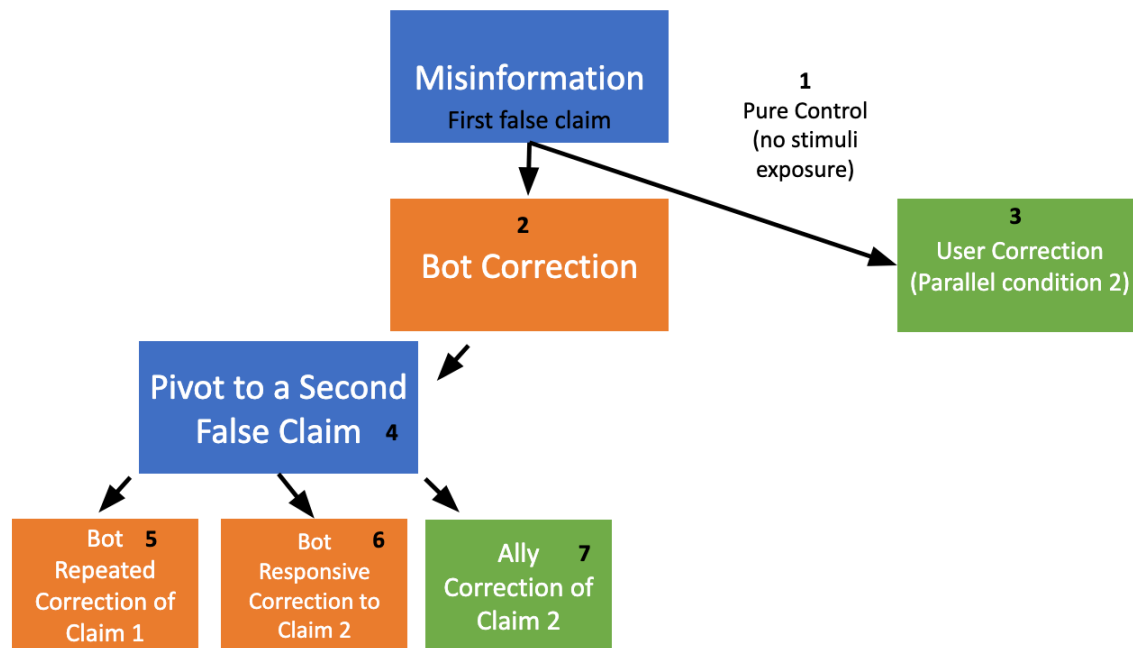 Misinformation
First false claim
1
Pure Control
(no stimuli
exposure)
2
Bot Correction
3
User Correction
(Parallel condition 2)
Pivot to a Second
False Claim 4
Bot 5
Repeated
Correction of
Claim 1
Bot 6
Responsive
Correction to
Claim 2
Ally 7
Correction of
Claim 2